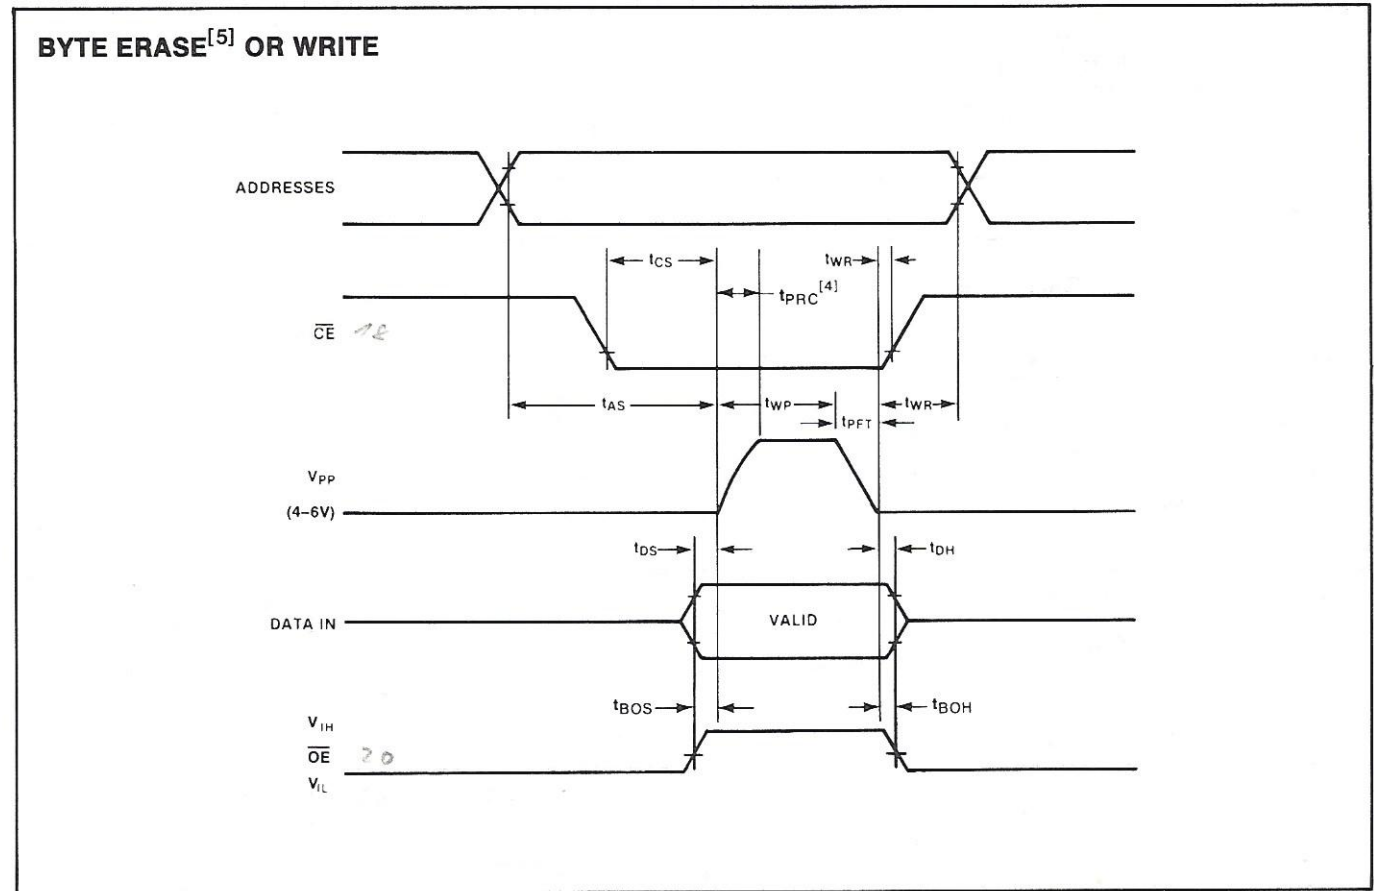 BYTE ERASE[5] OR WRITE
ADDRESSES
tCS
tWR
tPRC[4]
CE 18
tAS
tWP
tWR
tPFT
VPP
(4–6V)
tDS
tDH
DATA IN
VALID
tBOS
tBOH
VIH
OE 20
VIL